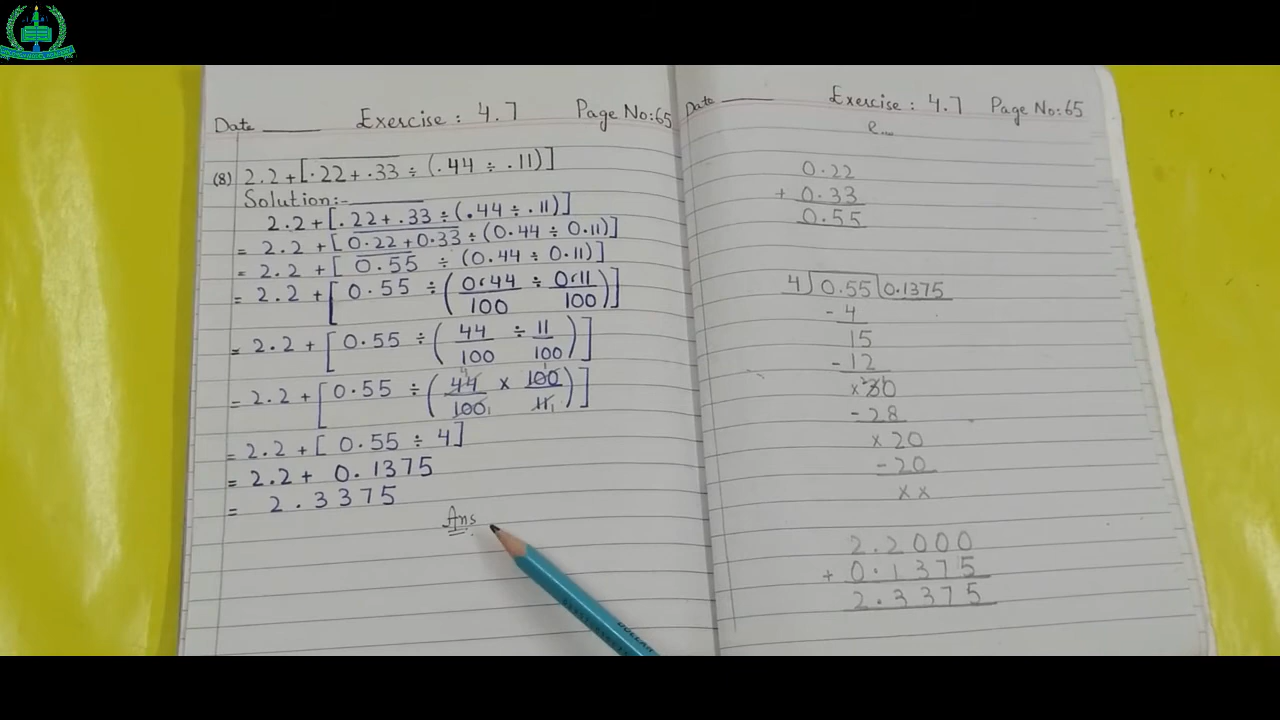 Date ____ Exercise : 4.7 Page No:65
(8) 2.2+[.22+.33 ÷ (.44 ÷ .11)]
Solution:-
2.2+[.22+.33 ÷(.44 ÷ .11)]
= 2.2 +[0.22+0.33 ÷(0.44 ÷ 0.11)]
= 2.2 +[ 0.55 ÷ (0.44 ÷ 0.11)]
= 2.2 +[ 0.55 ÷(0.44/100 ÷ 0.11/100)]
= 2.2 +[ 0.55 ÷(44/100 ÷ 11/100)]
= 2.2 +[ 0.55 ÷(44/100 × 100/11)]
= 2.2 +[ 0.55 ÷ 4]
= 2.2 + 0.1375
= 2.3375
Ans
Date ____ Exercise : 4.7 Page No:65
0.22
+ 0.33
0.55
4)0.55(0.1375
- 4
15
- 12
×30
- 28
×20
- 20
××
2.2000
+ 0.1375
2.3375